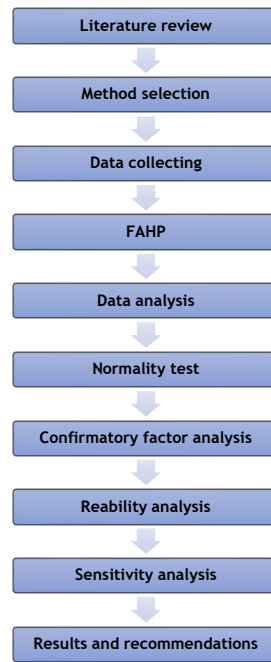 Literature review
Method selection
Data collecting
FAHP
Data analysis
Normality test
Confirmatory factor analysis
Reability analysis
Sensitivity analysis
Results and recommendations